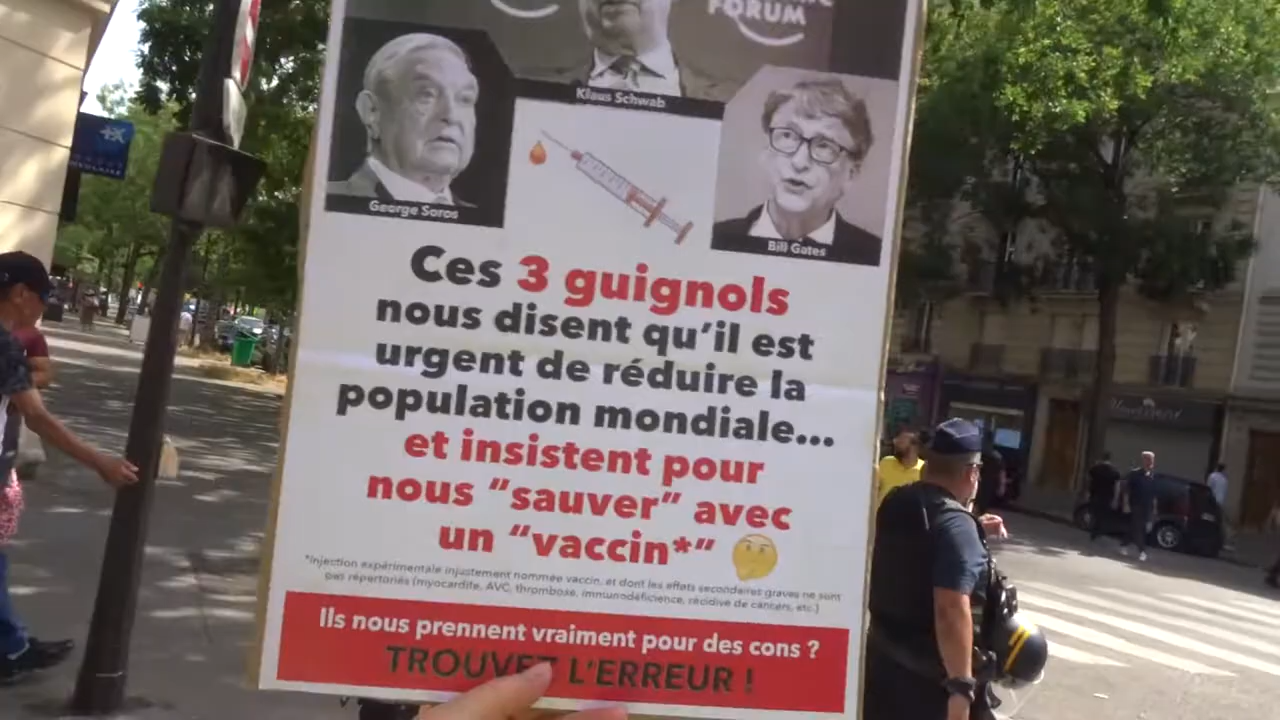 FORUM
Klaus Schwab
George Soros
Bill Gates
Ces 3 guignols
nous disent qu'il est
urgent de réduire la
population mondiale...
et insistent pour
nous "sauver" avec
un "vaccin*"
*Injection expérimentale injustement nommée vaccin, et dont les effets secondaires graves ne sont
pas répertoriés (myocardite, AVC, thrombose, immunodéficience, récidive de cancers, etc.)
Ils nous prennent vraiment pour des cons ?
TROUVEZ L'ERREUR !